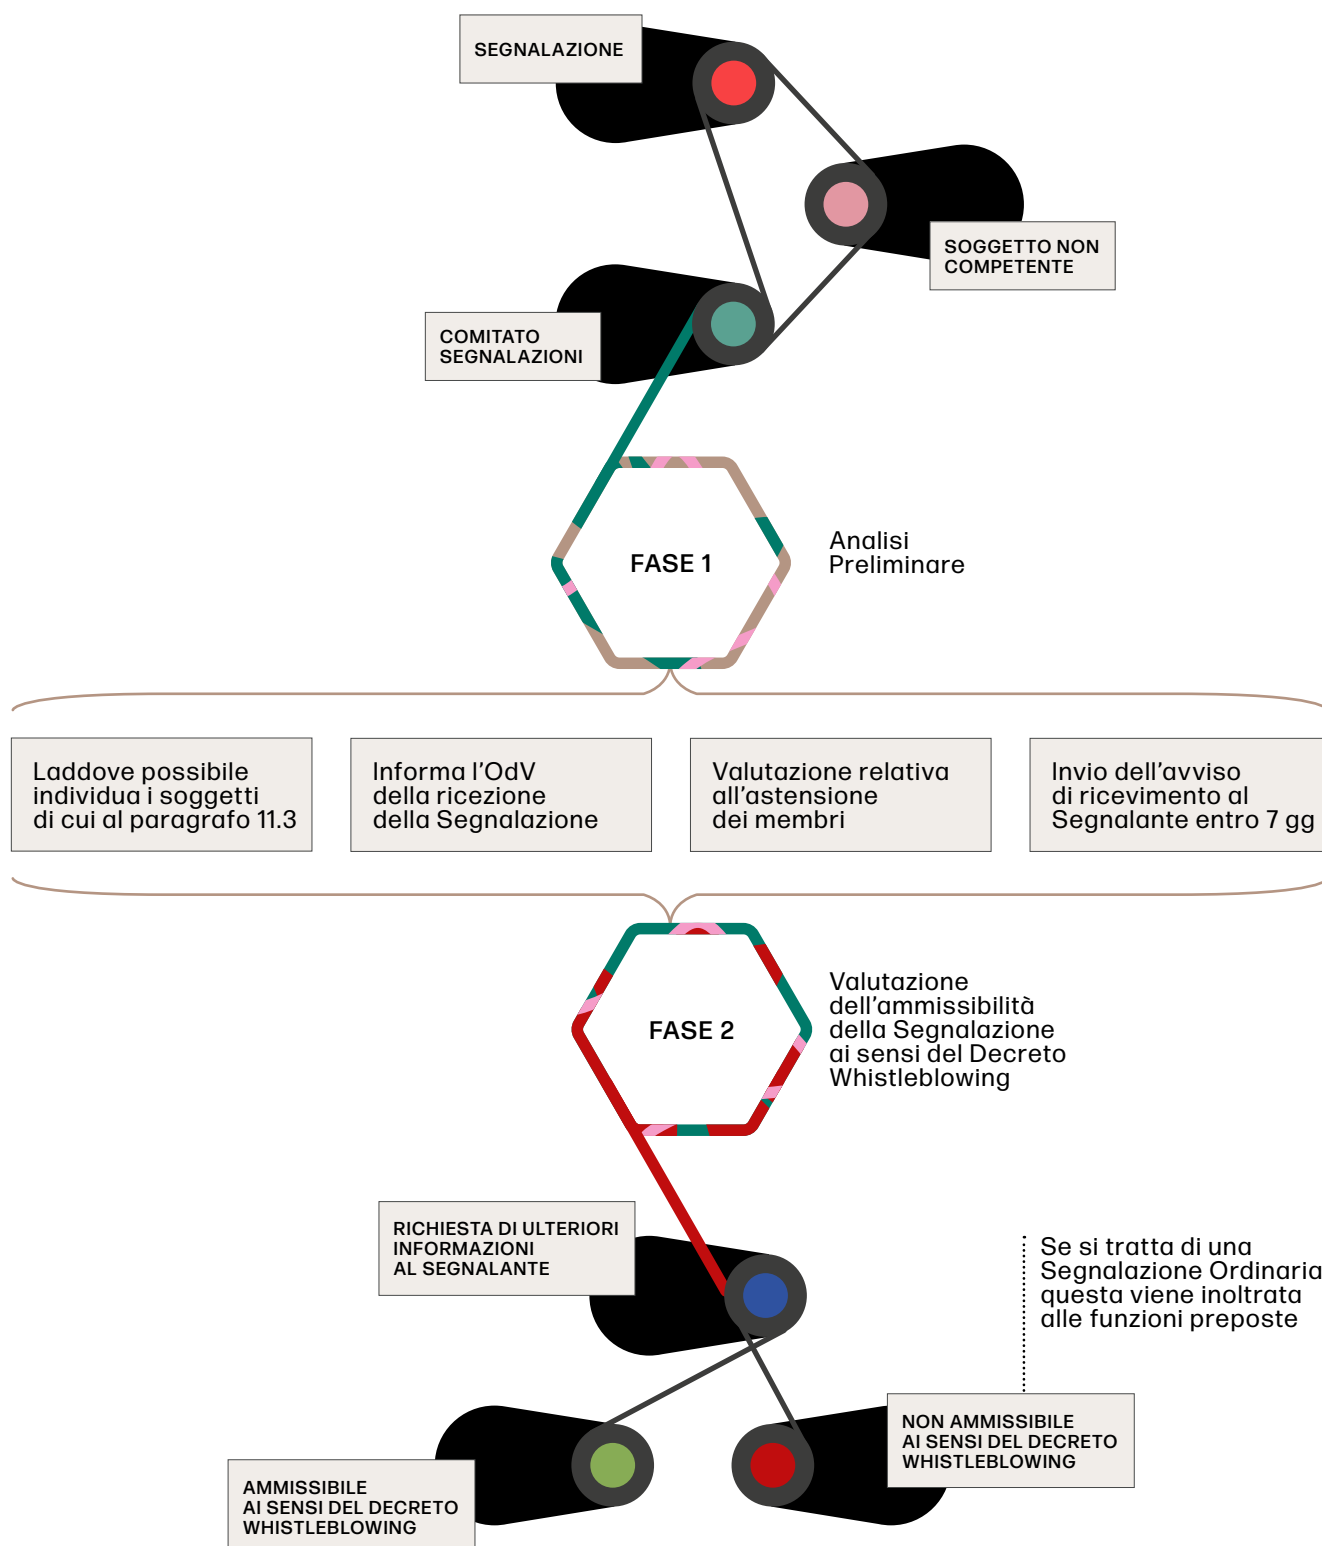 SEGNALAZIONE
SOGGETTO NON
COMPETENTE
COMITATO
SEGNALAZIONI
FASE 1
Analisi
Preliminare
Laddove possibile
individua i soggetti
di cui al paragrafo 11.3
Informa l'OdV
della ricezione
della Segnalazione
Valutazione relativa
all'astensione
dei membri
Invio dell'avviso
di ricevimento al
Segnalante entro 7 gg
FASE 2
Valutazione
dell'ammissibilità
della Segnalazione
ai sensi del Decreto
Whistleblowing
RICHIESTA DI ULTERIORI
INFORMAZIONI
AL SEGNALANTE
Se si tratta di una
Segnalazione Ordinaria
questa viene inoltrata
alle funzioni preposte
NON AMMISSIBILE
AI SENSI DEL DECRETO
WHISTLEBLOWING
AMMISSIBILE
AI SENSI DEL DECRETO
WHISTLEBLOWING